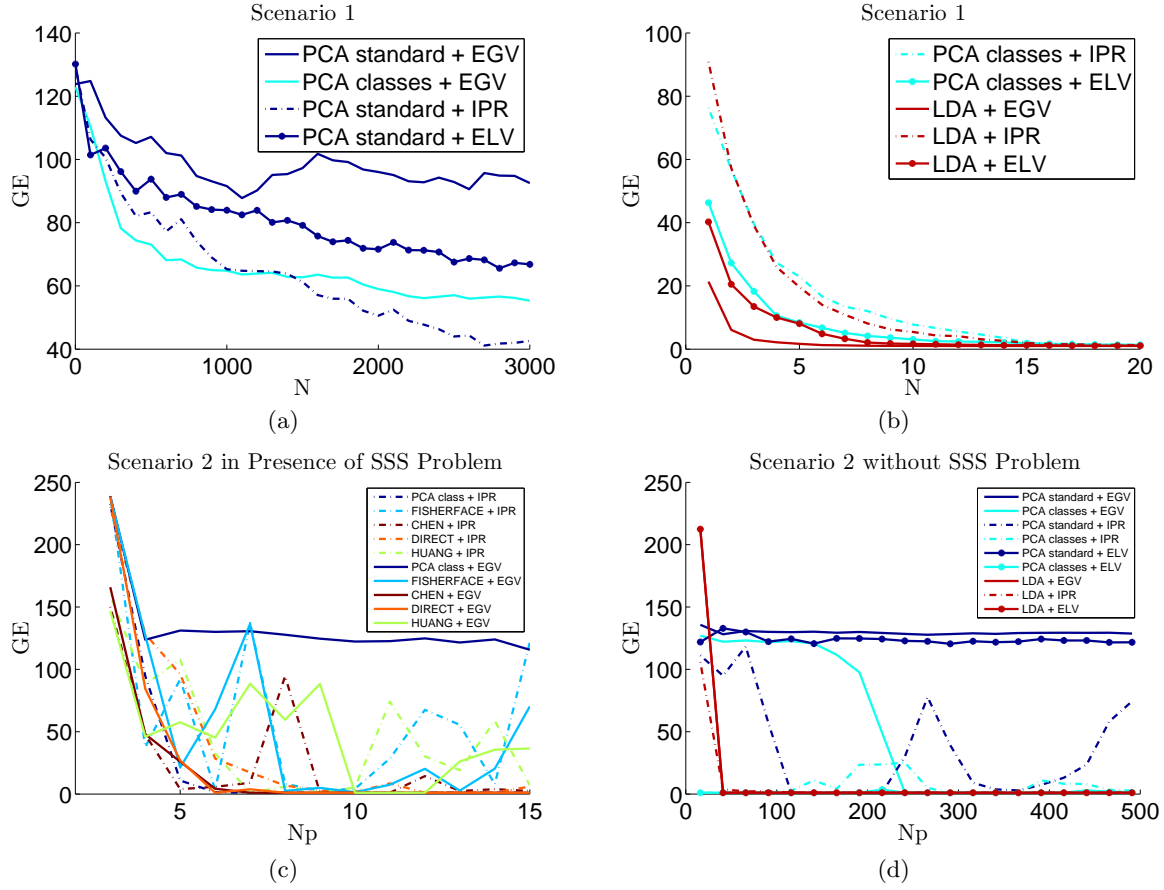 Scenario 1
140
120
100
80
60
40
GE
0
1000
2000
3000
N
PCA standard + EGV
PCA classes + EGV
PCA standard + IPR
PCA standard + ELV
(a)
Scenario 1
100
80
60
40
20
0
GE
0
5
10
15
20
N
PCA classes + IPR
PCA classes + ELV
LDA + EGV
LDA + IPR
LDA + ELV
(b)
Scenario 2 in Presence of SSS Problem
250
200
150
100
50
0
GE
5
10
15
Np
PCA class + IPR
FISHERFACE + IPR
CHEN + IPR
DIRECT + IPR
HUANG + IPR
PCA class + EGV
FISHERFACE + EGV
CHEN + EGV
DIRECT + EGV
HUANG + EGV
(c)
Scenario 2 without SSS Problem
250
200
150
100
50
0
GE
0
100
200
300
400
500
Np
PCA standard + EGV
PCA classes + EGV
PCA standard + IPR
PCA classes + IPR
PCA standard + ELV
PCA classes + ELV
LDA + EGV
LDA + IPR
LDA + ELV
(d)